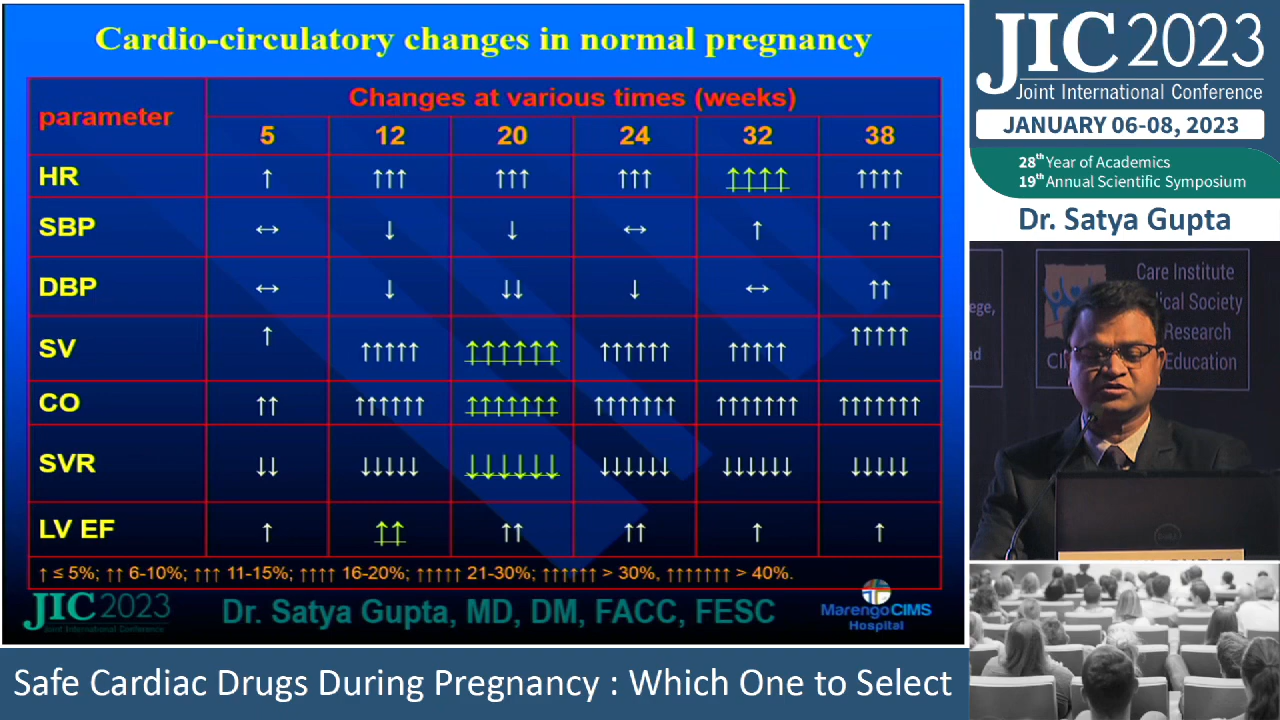 Cardio-circulatory changes in normal pregnancy
parameter Changes at various times (weeks)
5 12 20 24 32 38
HR ↑ ↑↑↑ ↑↑↑ ↑↑↑ ↑↑↑↑ ↑↑↑↑
SBP ↔ ↓ ↓ ↔ ↑ ↑↑
DBP ↔ ↓ ↓↓ ↓ ↔ ↑↑
SV ↑ ↑↑↑↑↑ ↑↑↑↑↑↑ ↑↑↑↑↑↑ ↑↑↑↑↑ ↑↑↑↑↑
CO ↑↑ ↑↑↑↑↑↑ ↑↑↑↑↑↑↑ ↑↑↑↑↑↑↑ ↑↑↑↑↑↑↑ ↑↑↑↑↑↑↑
SVR ↓↓ ↓↓↓↓↓ ↓↓↓↓↓↓ ↓↓↓↓↓↓ ↓↓↓↓↓↓ ↓↓↓↓↓
LV EF ↑ ↑↑ ↑↑ ↑↑ ↑ ↑
↑ ≤ 5%; ↑↑ 6-10%; ↑↑↑ 11-15%; ↑↑↑↑ 16-20%; ↑↑↑↑↑ 21-30%; ↑↑↑↑↑↑ > 30%, ↑↑↑↑↑↑↑ > 40%.
JIC 2023
Joint International Conference
Dr. Satya Gupta, MD, DM, FACC, FESC
MarengoCIMS
Hospital
JIC 2023
Joint International Conference
JANUARY 06-08, 2023
28th Year of Academics
19th Annual Scientific Symposium
Dr. Satya Gupta
Care Institute
Society
Research
Education
Safe Cardiac Drugs During Pregnancy : Which One to Select